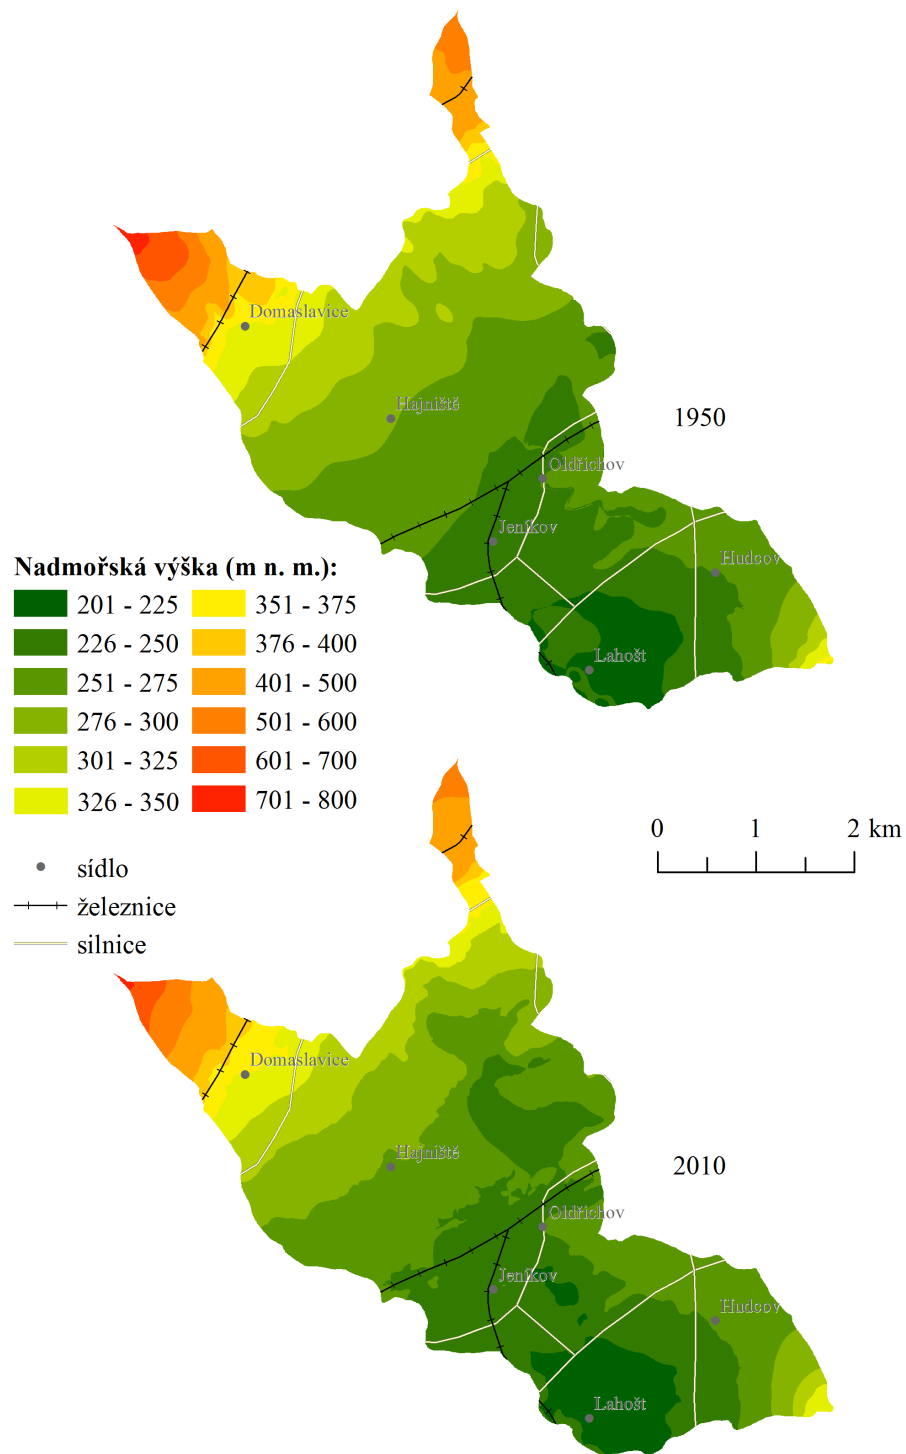 Domaslavice
Hajniště
1950
Oldřichov
Jeníkov
Hudcov
Lahošt
Nadmořská výška (m n. m.):
201 - 225
351 - 375
226 - 250
376 - 400
251 - 275
401 - 500
276 - 300
501 - 600
301 - 325
601 - 700
326 - 350
701 - 800
0 1 2 km
sídlo
železnice
silnice
Domaslavice
Hajniště
2010
Oldřichov
Jeníkov
Hudcov
Lahošt